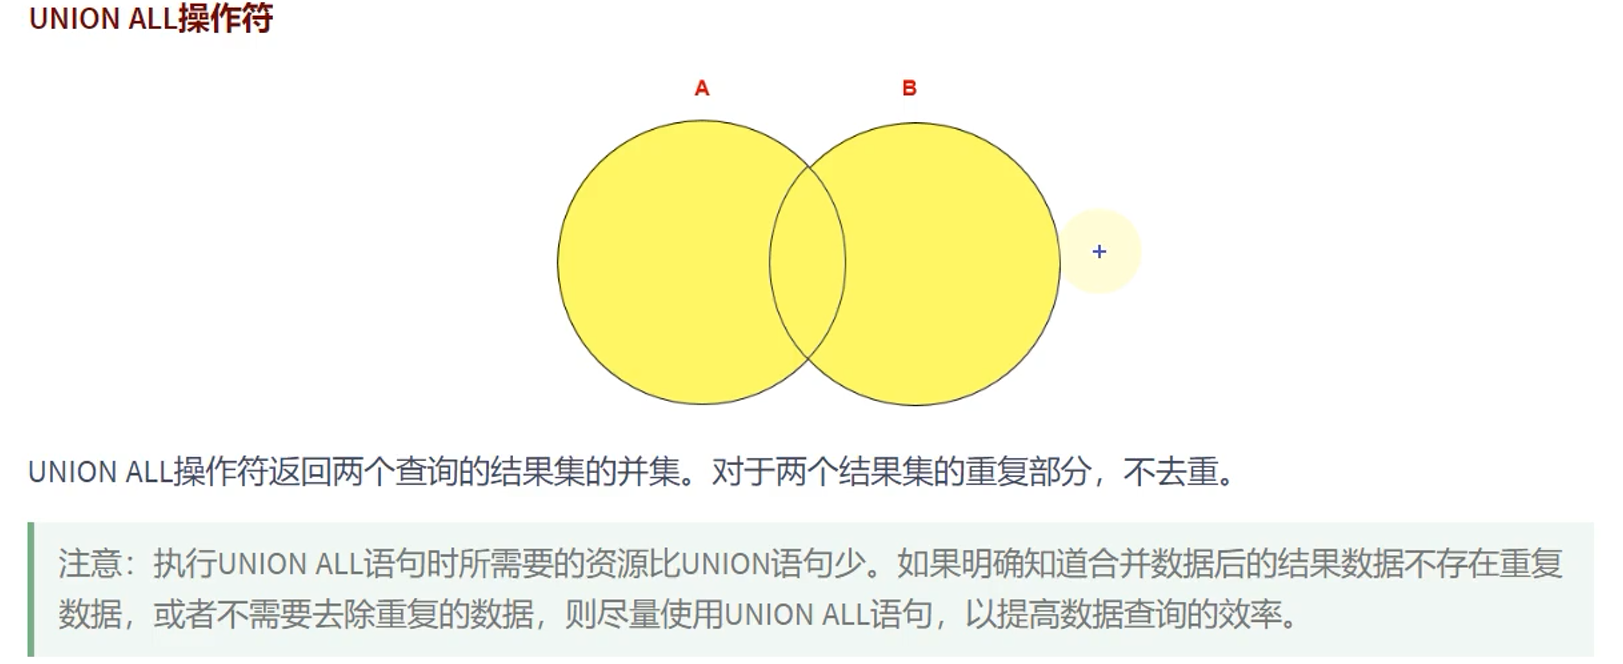 UNION ALL操作符
A
B
UNION ALL操作符返回两个查询的结果集的并集。对于两个结果集的重复部分，不去重。
注意：执行UNION ALL语句时所需要的资源比UNION语句少。如果明确知道合并数据后的结果数据不存在重复
数据，或者不需要去除重复的数据，则尽量使用UNION ALL语句，以提高数据查询的效率。